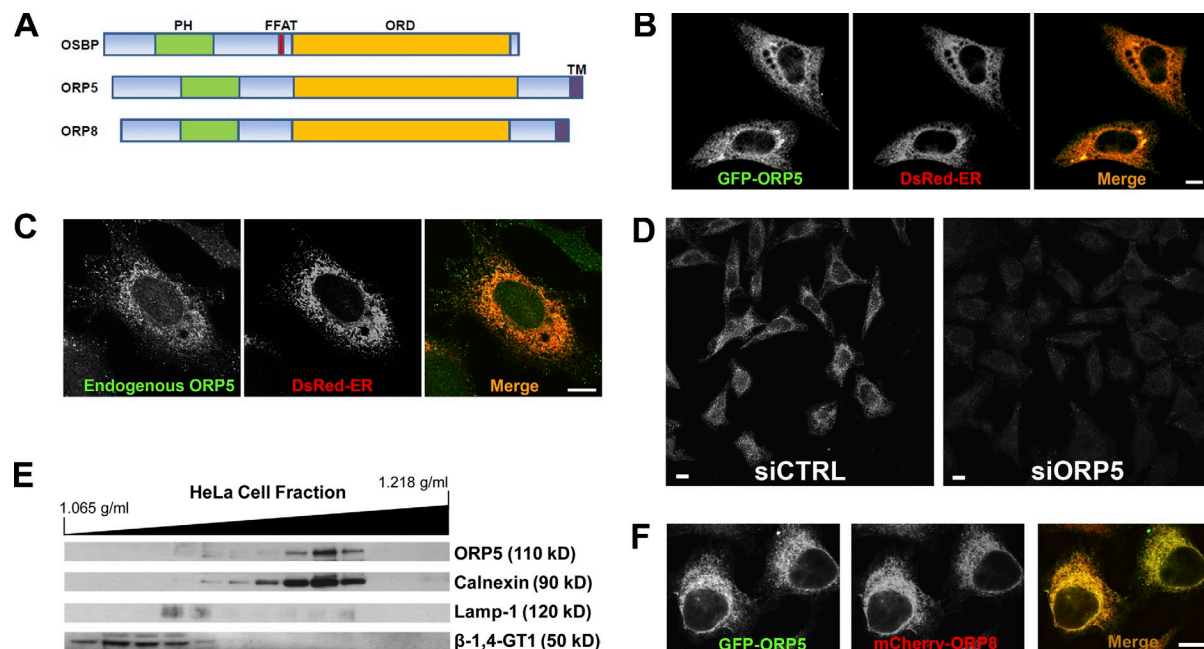 A
PH FFAT ORD
OSBP
TM
ORP5
ORP8
B
GFP-ORP5 DsRed-ER Merge
C
Endogenous ORP5 DsRed-ER Merge
D
siCTRL siORP5
E
HeLa Cell Fraction
1.065 g/ml 1.218 g/ml
ORP5 (110 kD)
Calnexin (90 kD)
Lamp-1 (120 kD)
β-1,4-GT1 (50 kD)
F
GFP-ORP5 mCherry-ORP8 Merge